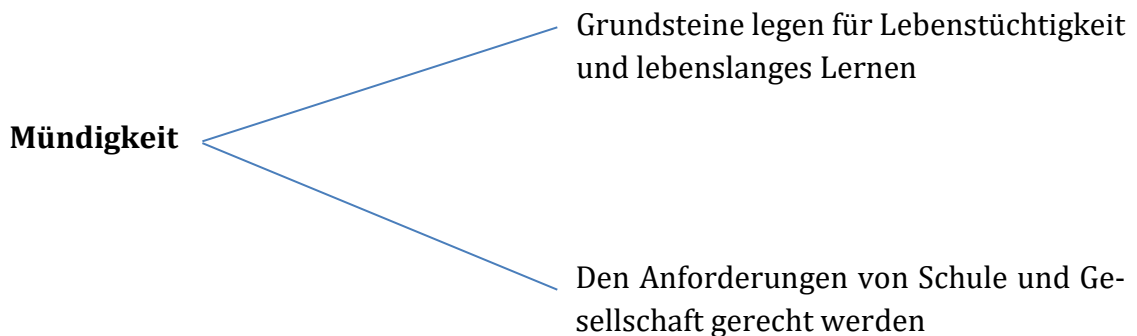 Grundsteine legen für Lebenstüchtigkeit
und lebenslanges Lernen
Mündigkeit
Den Anforderungen von Schule und Ge-
sellschaft gerecht werden